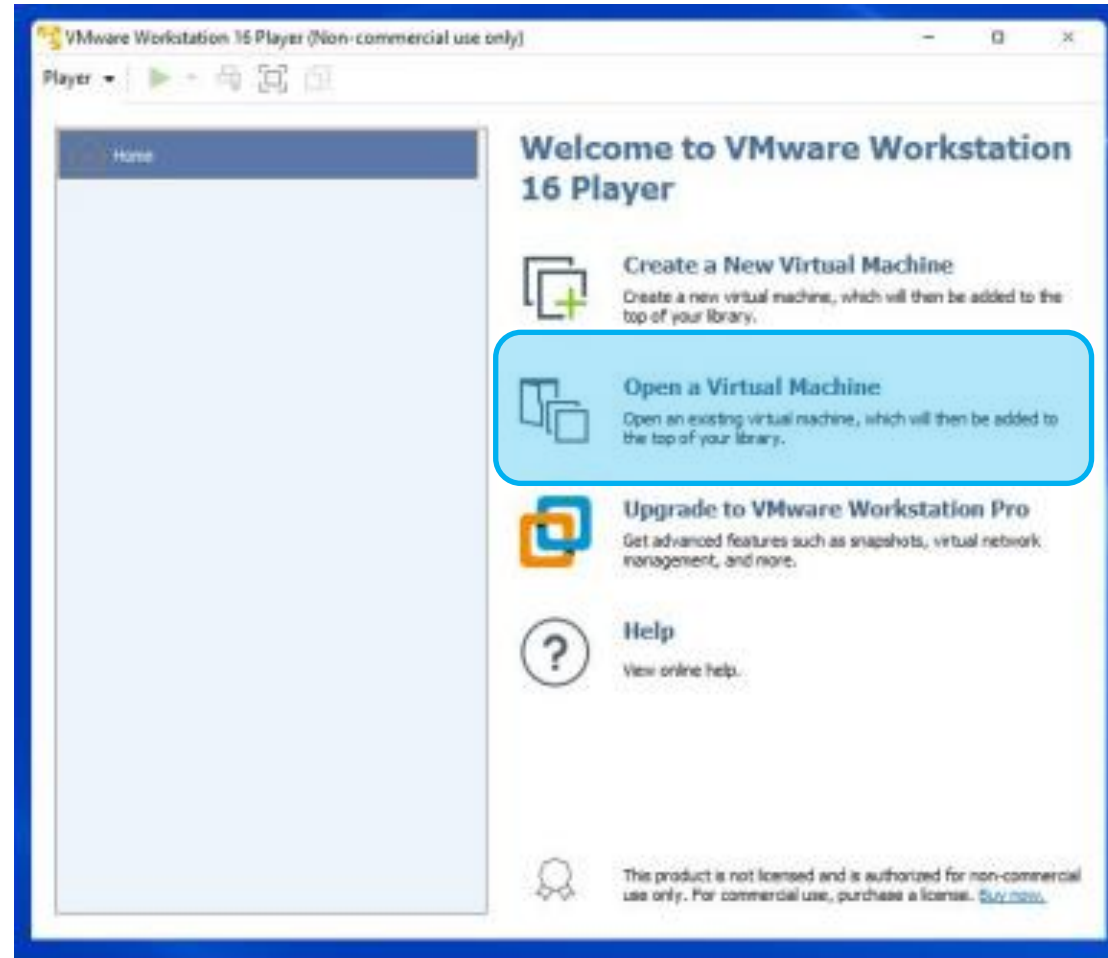 VMware Workstation 16 Player (Non-commercial use only)
Player
Home
Welcome to VMware Workstation
16 Player
Create a New Virtual Machine
Create a new virtual machine, which will then be added to the
top of your library.
Open a Virtual Machine
Open an existing virtual machine, which will then be added to
the top of your library.
Upgrade to VMware Workstation Pro
Get advanced features such as snapshots, virtual network
management, and more.
?
Help
View online help.
This product is not licensed and is authorized for non-commercial
use only. For commercial use, purchase a license. Buy now.